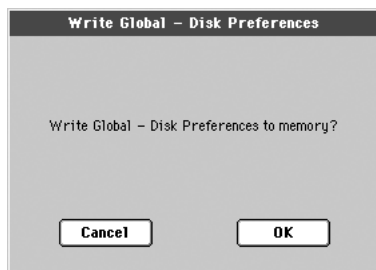 Write Global – Disk Preferences
Write Global – Disk Preferences to memory?
Cancel
OK